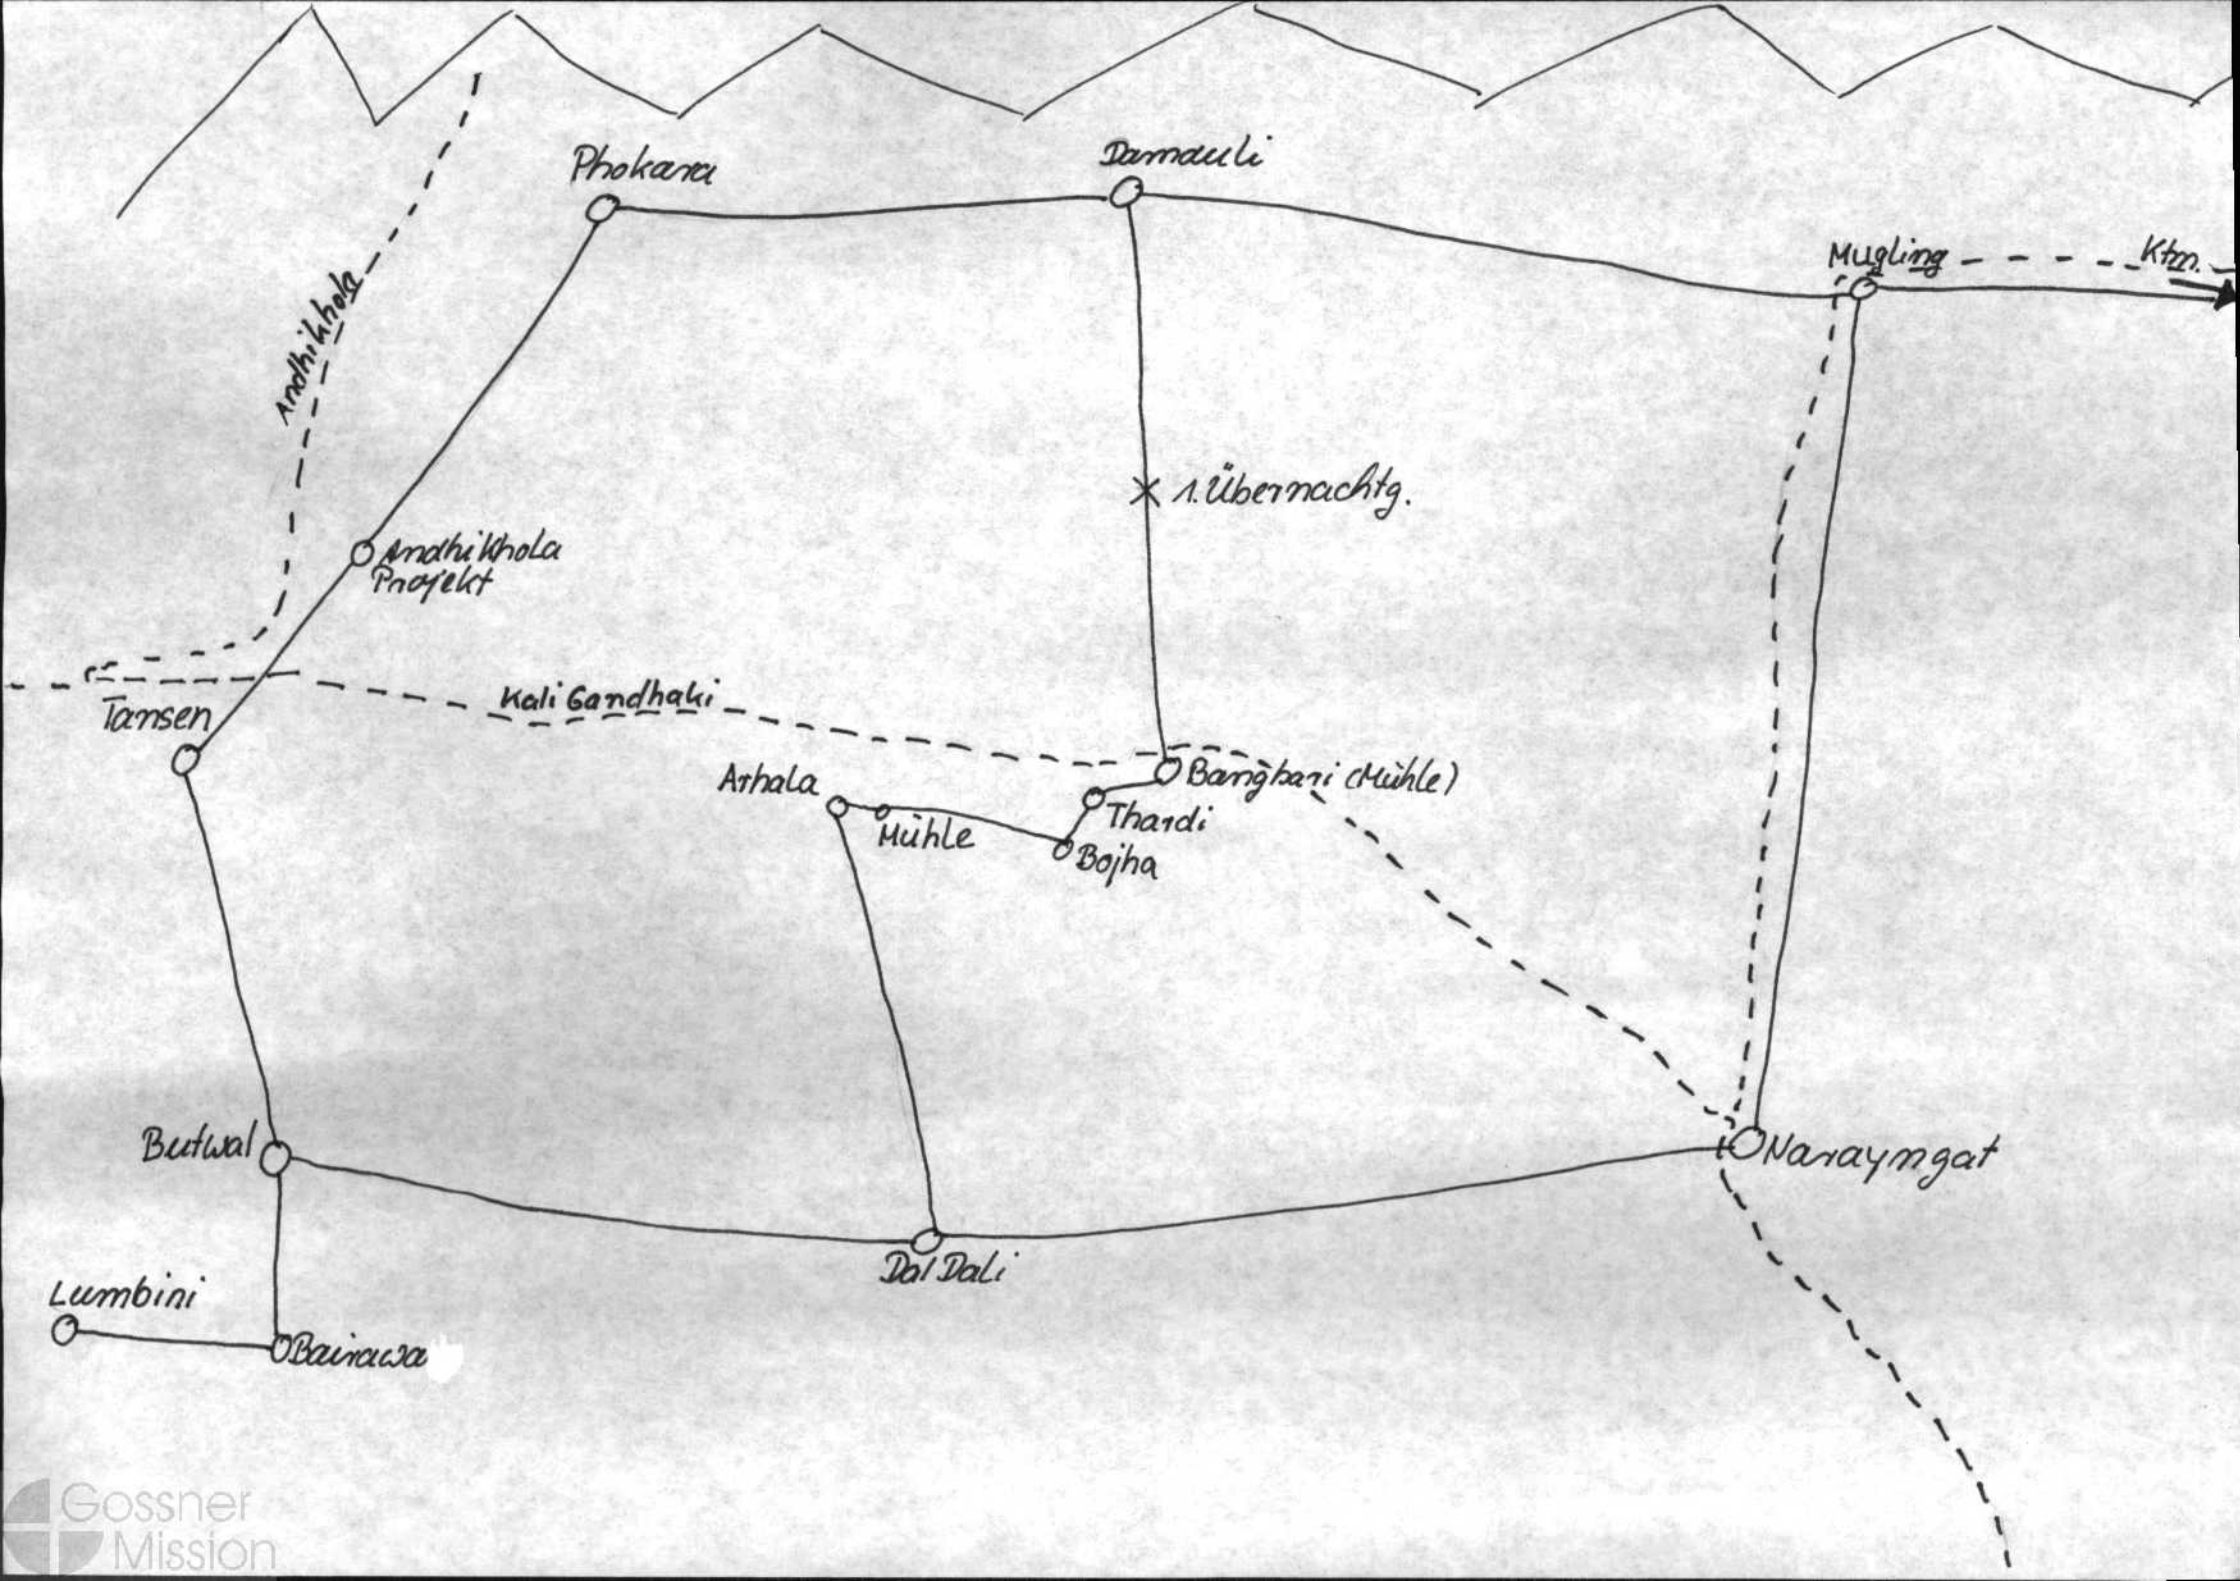 Phokara
Damauli
Mugling
Ktm.
Andhikhola
1. Übernachtg.
Andhikhola
Projekt
Kali Gandhaki
Tansen
Arhala
Mühle
Bangbari (Mühle)
Thardi
Bojha
Butwal
Narayngat
Dal Dali
Lumbini
Bairawa
Gossner
Mission